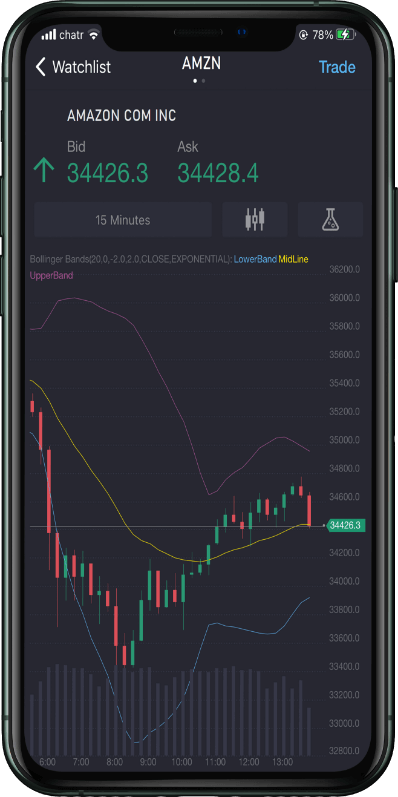 chatr 78%
Watchlist AMZN Trade
AMAZON COM INC
Bid Ask
34426.3 34428.4
15 Minutes
Bollinger Bands(20,0,-2.0,2.0,CLOSE,EXPONENTIAL): LowerBand MidLine
UpperBand
36200.0
36000.0
35800.0
35600.0
35400.0
35200.0
35000.0
34800.0
34600.0
34426.3
34200.0
34000.0
33800.0
33600.0
33400.0
33200.0
33000.0
32800.0
6:00 7:00 8:00 9:00 10:00 11:00 12:00 13:00